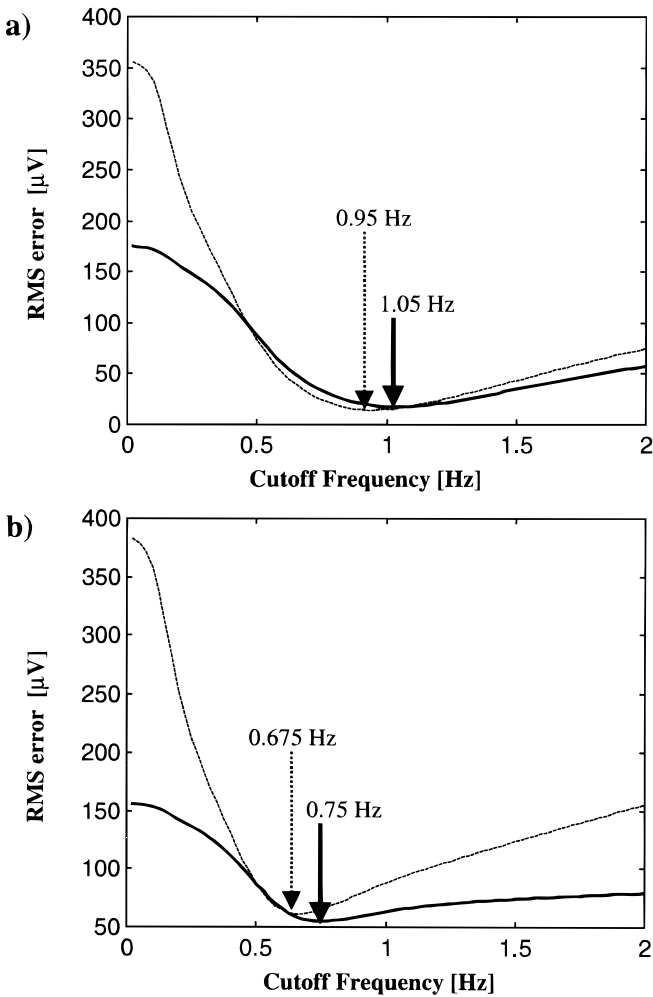 a)
400
350
300
250
200
150
100
50
0
RMS error [µV]
0.95 Hz
1.05 Hz
0 0.5 1 1.5 2
Cutoff Frequency [Hz]
b)
400
350
300
250
200
150
100
50
RMS error [µV]
0.675 Hz
0.75 Hz
0 0.5 1 1.5 2
Cutoff Frequency [Hz]